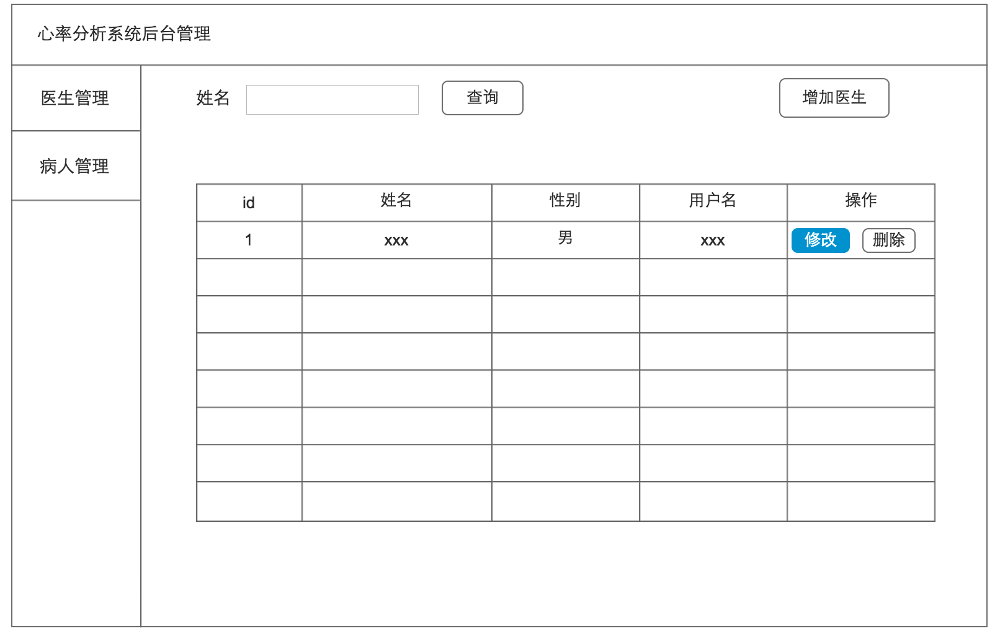 心率分析系统后台管理
医生管理
病人管理
姓名 查询 增加医生
id 姓名 性别 用户名 操作
1 xxx 男 xxx 修改 删除